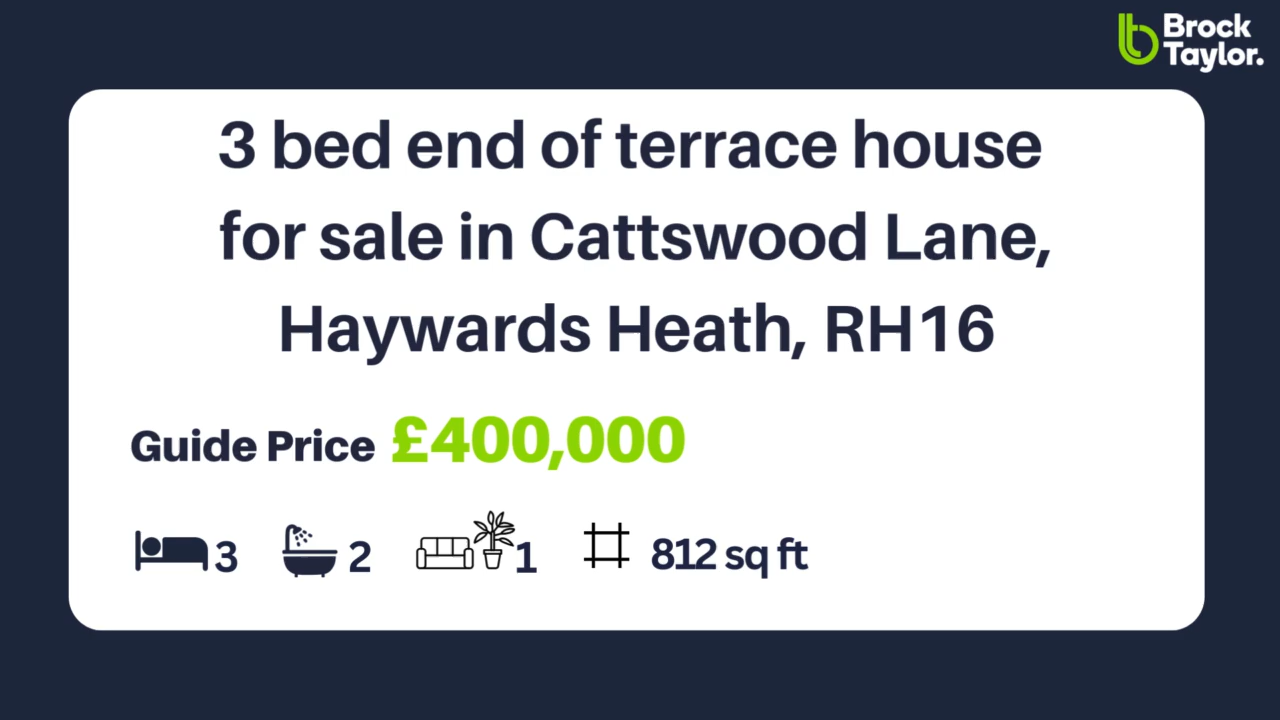 Brock
Taylor.
3 bed end of terrace house
for sale in Cattswood Lane,
Haywards Heath, RH16
Guide Price £400,000
3 2 1 812 sq ft